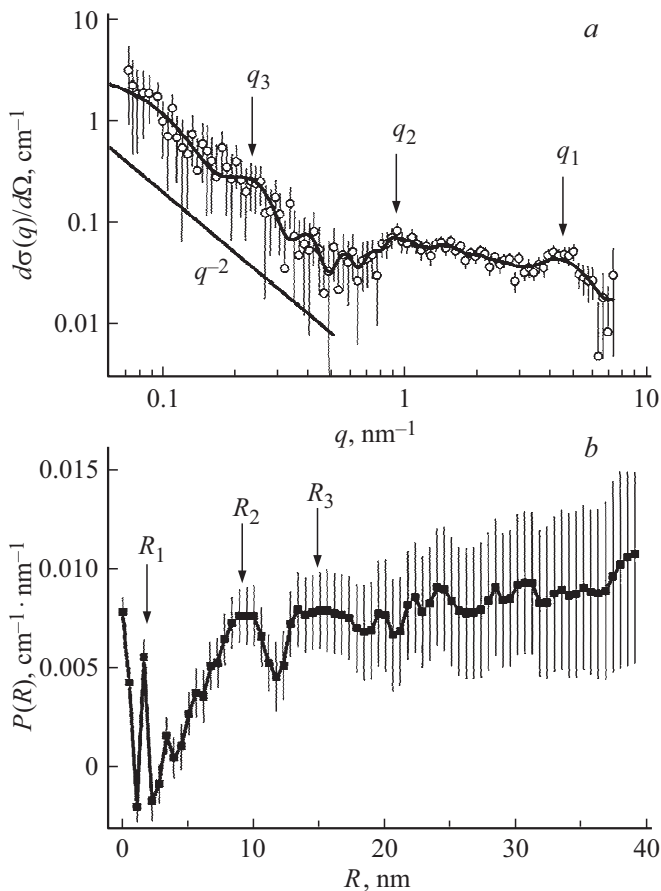 a
10
1
0.1
0.01
dσ(q)/dΩ, cm⁻¹
q₃
q₂
q₁
q⁻²
0.1
1
10
q, nm⁻¹
b
0.015
0.010
0.005
0
P(R), cm⁻¹ · nm⁻¹
R₁
R₂
R₃
0
10
20
30
40
R, nm